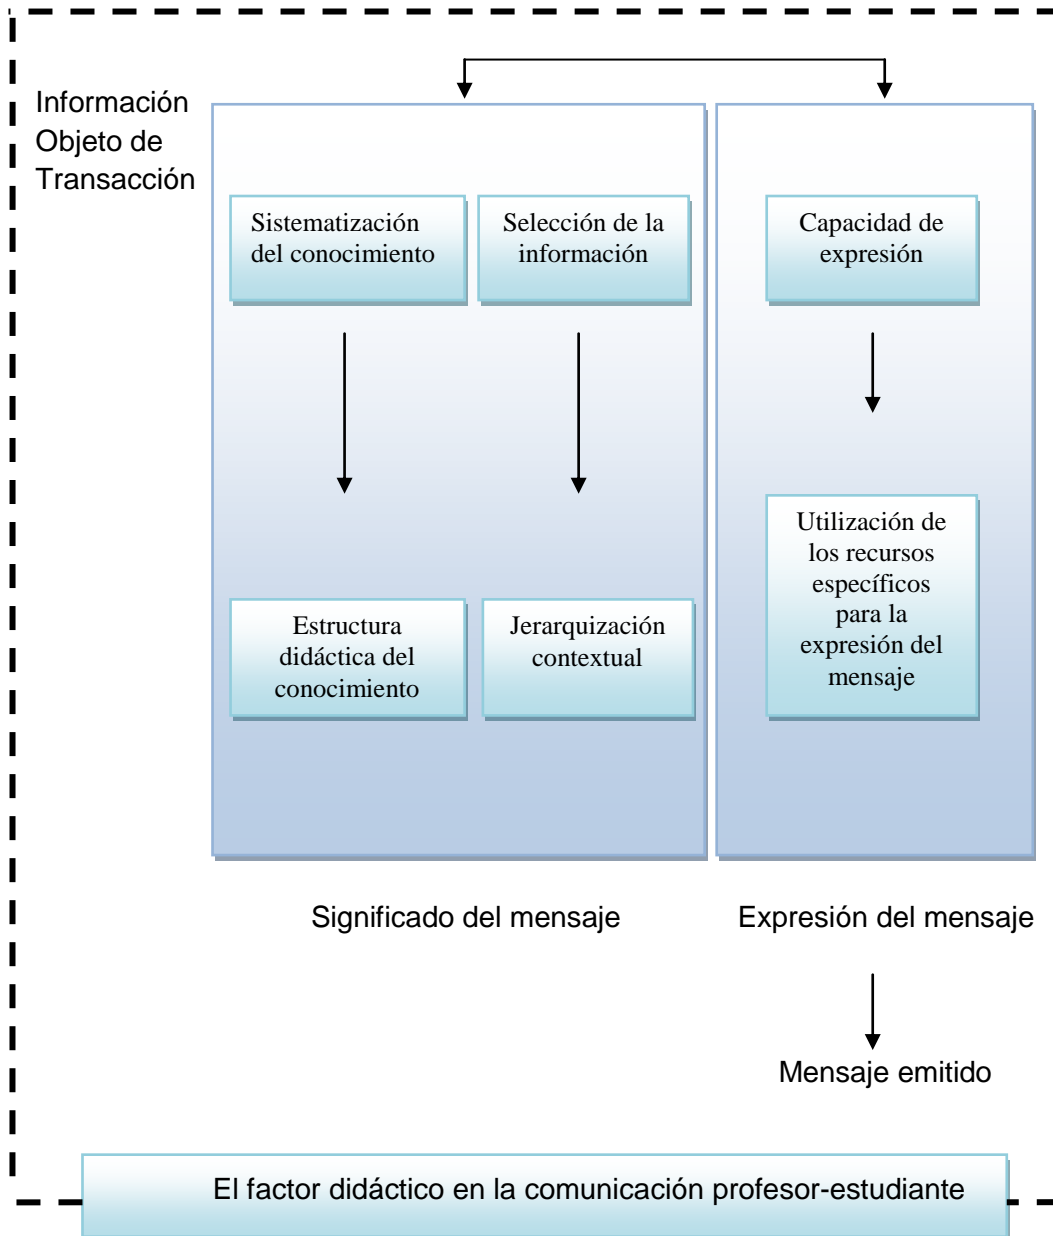 Información
Objeto de
Transacción
Sistematización
del conocimiento
Selección de la
información
Capacidad de
expresión
Estructura
didáctica del
conocimiento
Jerarquización
contextual
Utilización de
los recursos
específicos
para la
expresión del
mensaje
Significado del mensaje
Expresión del mensaje
Mensaje emitido
El factor didáctico en la comunicación profesor-estudiante